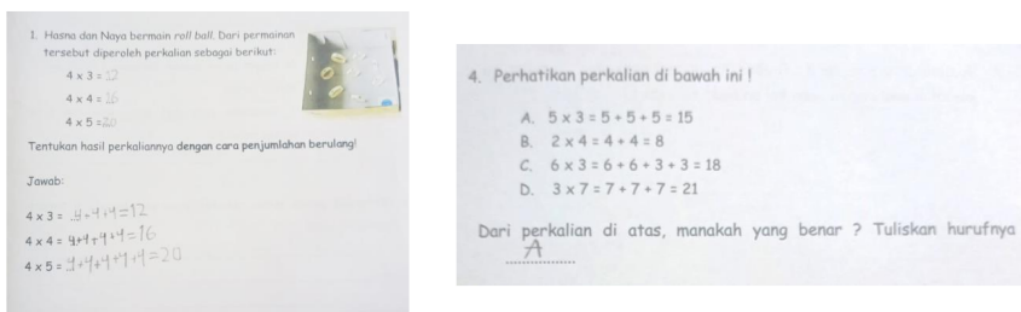 1. Hasna dan Naya bermain roll ball. Dari permainan
tersebut diperoleh perkalian sebagai berikut:
4 x 3 = 12
4 x 4 = 16
4 x 5 = 20
Tentukan hasil perkaliannya dengan cara penjumlahan berulang!
Jawab:
4 x 3 = 4+4+4=12
4 x 4 = 4+4+4+4=16
4 x 5 = 4+4+4+4+4=20
4. Perhatikan perkalian di bawah ini !
A. 5 x 3 = 5 + 5 + 5 = 15
B. 2 x 4 = 4 + 4 = 8
C. 6 x 3 = 6 + 6 + 3 + 3 = 18
D. 3 x 7 = 7 + 7 + 7 = 21
Dari perkalian di atas, manakah yang benar ? Tuliskan hurufnya
A